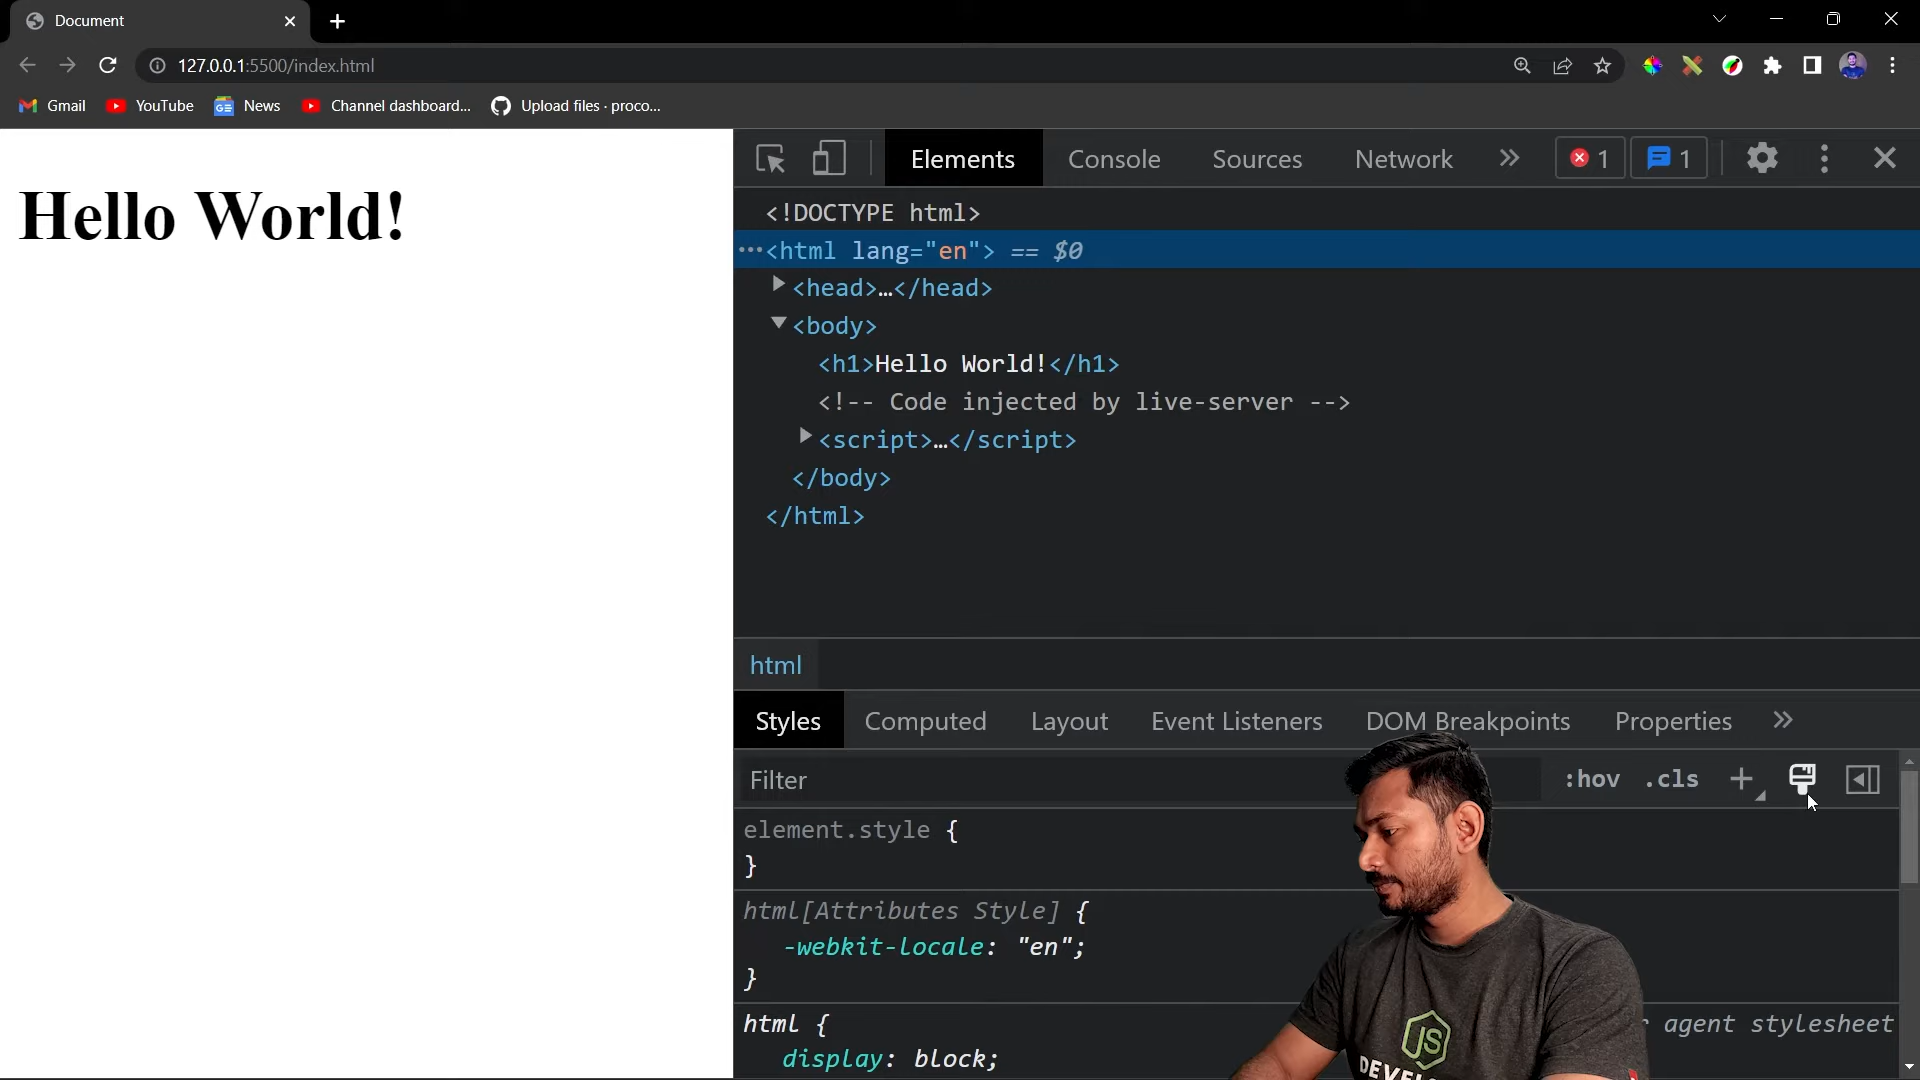 Document
127.0.0.1:5500/index.html
Gmail YouTube News Channel dashboard... Upload files · proco...
Hello World!
Elements Console Sources Network 1 1
<!DOCTYPE html>
<html lang="en"> == $0
<head>…</head>
<body>
<h1>Hello World!</h1>
<!-- Code injected by live-server -->
<script>…</script>
</body>
</html>
html
Styles Computed Layout Event Listeners DOM Breakpoints Properties
Filter :hov .cls
element.style {
}
html[Attributes Style] {
-webkit-locale: "en";
}
html { agent stylesheet
display: block;
JS